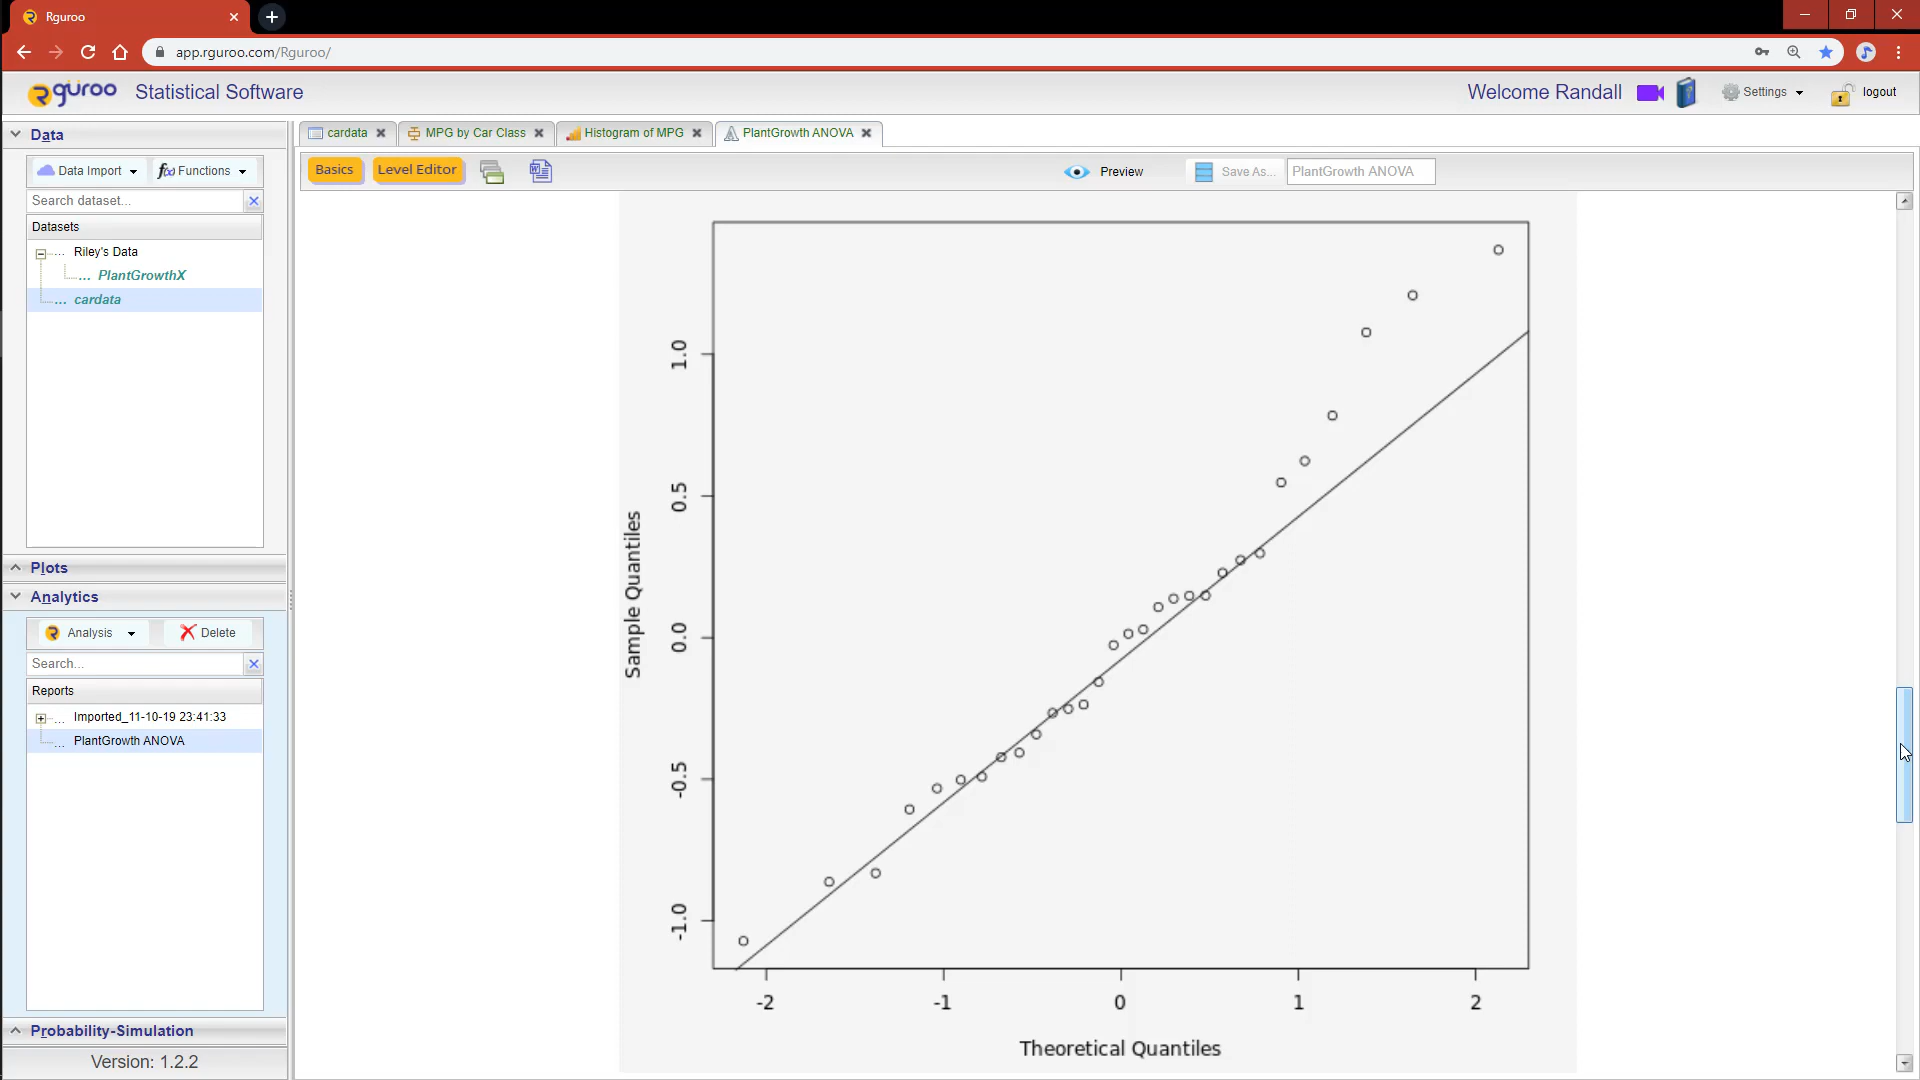 Rguroo
app.rguroo.com/Rguroo/
Rguroo Statistical Software
Welcome Randall Settings logout
Data
cardata MPG by Car Class Histogram of MPG PlantGrowth ANOVA
Data Import Functions
Basics Level Editor Preview Save As... PlantGrowth ANOVA
Search dataset...
Datasets
Riley's Data
... PlantGrowthX
... cardata
Plots
Analytics
Analysis Delete
Search...
Reports
... Imported_11-10-19 23:41:33
... PlantGrowth ANOVA
Probability-Simulation
Version: 1.2.2
Sample Quantiles
1.0
0.5
0.0
-0.5
-1.0
-2 -1 0 1 2
Theoretical Quantiles